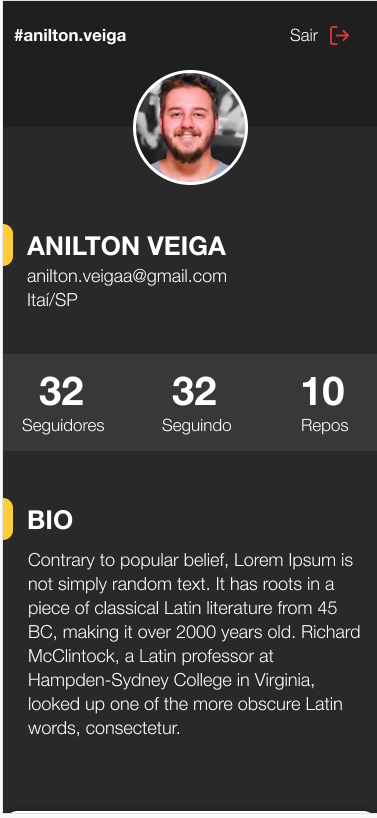 #anilton.veiga
Sair
ANILTON VEIGA
anilton.veigaa@gmail.com
Itaí/SP
32 32 10
Seguidores Seguindo Repos
BIO
Contrary to popular belief, Lorem Ipsum is
not simply random text. It has roots in a
piece of classical Latin literature from 45
BC, making it over 2000 years old. Richard
McClintock, a Latin professor at
Hampden-Sydney College in Virginia,
looked up one of the more obscure Latin
words, consectetur.